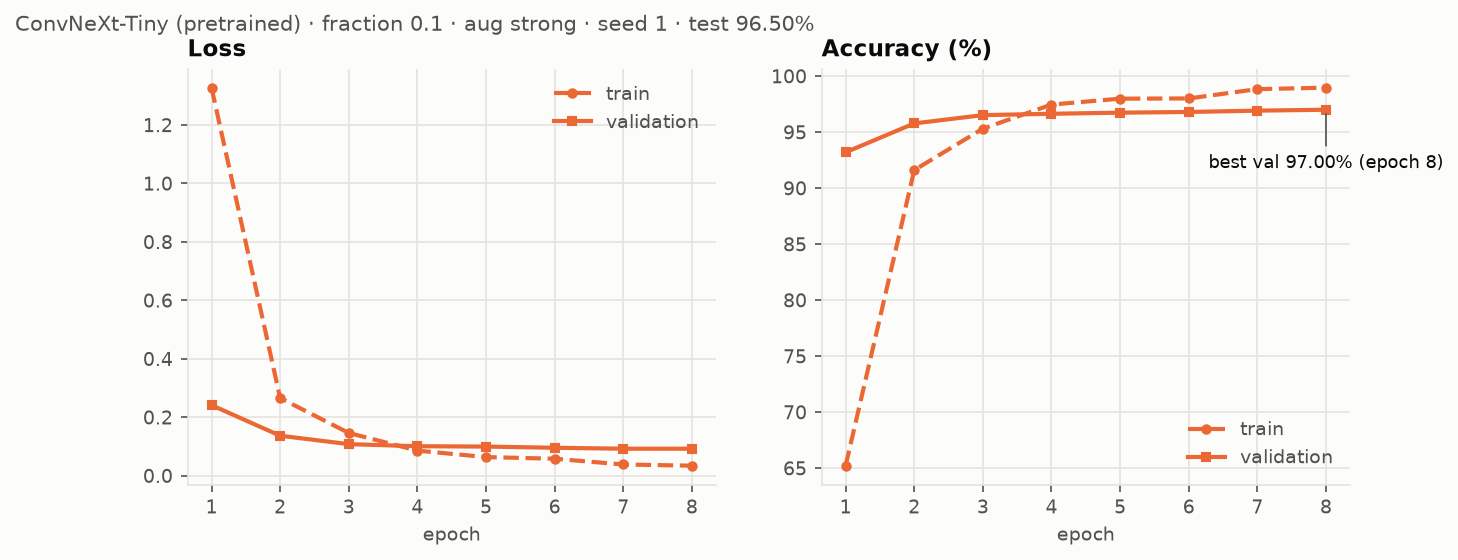 ConvNeXt-Tiny (pretrained) · fraction 0.1 · aug strong · seed 1 · test 96.50%
Loss
train
validation
1.2
1.0
0.8
0.6
0.4
0.2
0.0
1 2 3 4 5 6 7 8
epoch
Accuracy (%)
100
95
90
85
80
75
70
65
best val 97.00% (epoch 8)
train
validation
1 2 3 4 5 6 7 8
epoch